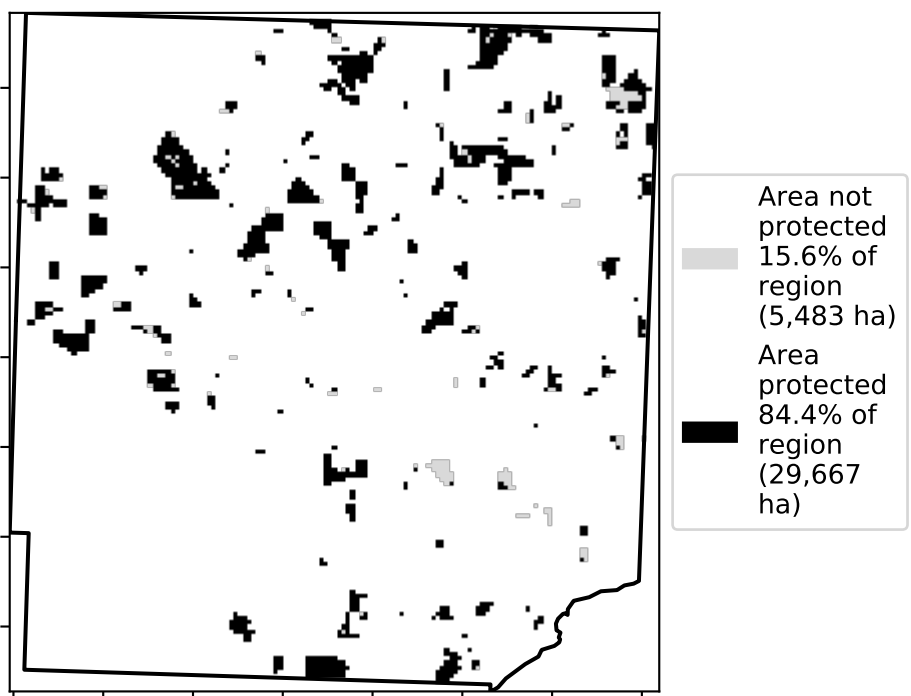 Area not
protected
15.6% of
region
(5,483 ha)
Area
protected
84.4% of
region
(29,667
ha)